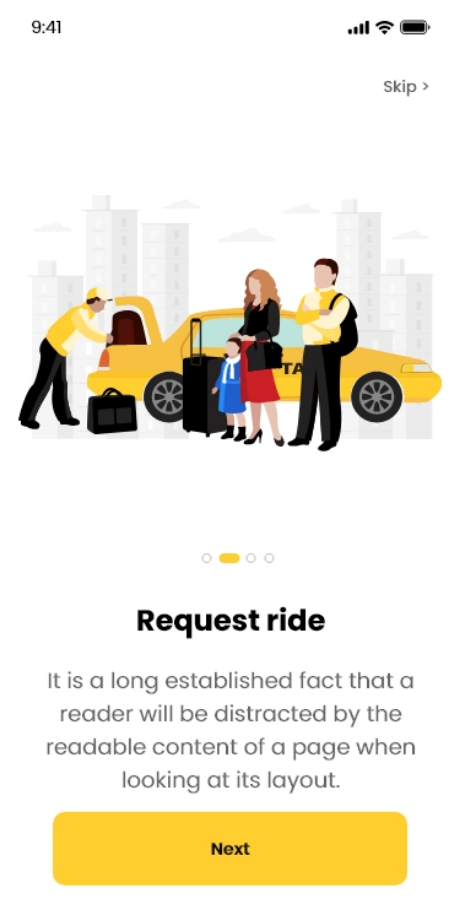 9:41
Skip >
TA
Request ride
It is a long established fact that a
reader will be distracted by the
readable content of a page when
looking at its layout.
Next